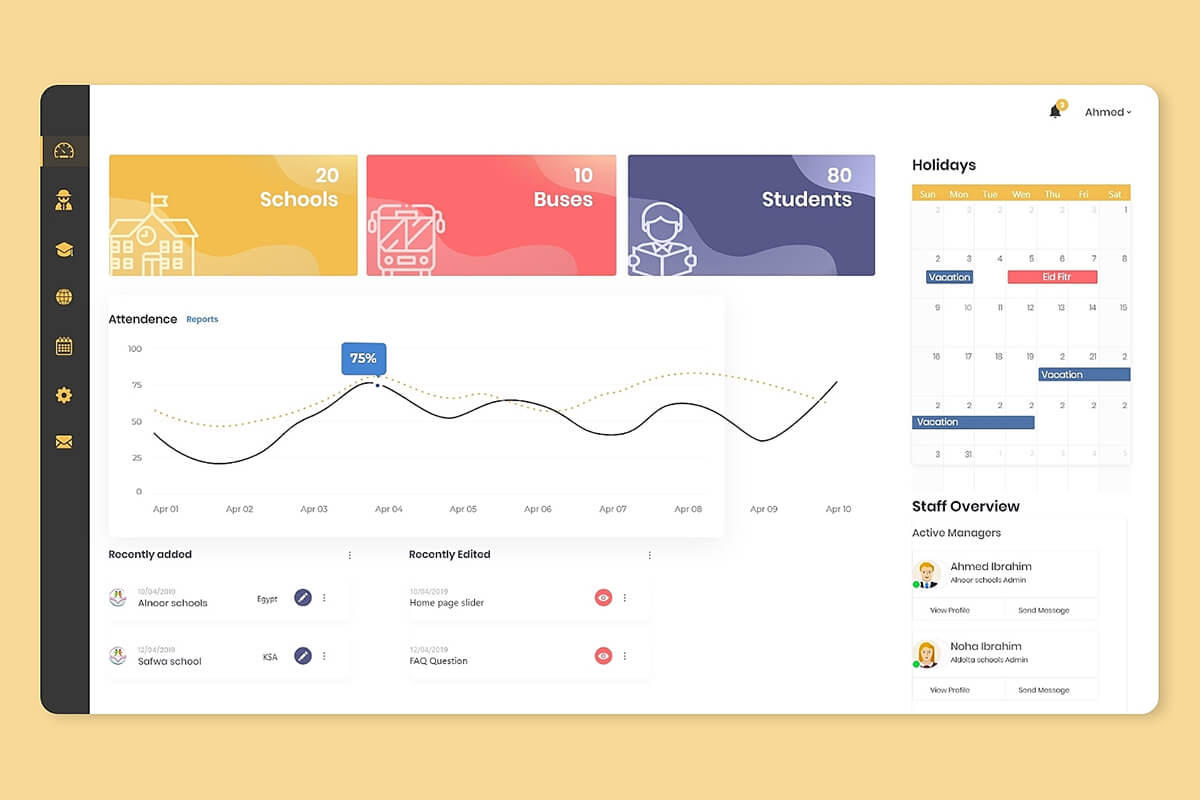 3
Ahmed
20
Schools
10
Buses
80
Students
Attendence Reports
100
75
50
25
0
75%
Apr 01 Apr 02 Apr 03 Apr 04 Apr 05 Apr 06 Apr 07 Apr 08 Apr 09 Apr 10
Recently added
10/04/2019
Alnoor schools Egypt
12/04/2019
Safwa school KSA
Recently Edited
10/04/2019
Home page slider
12/04/2019
FAQ Question
Holidays
Sun Mon Tue Wen Thu Fri Sat
2 2 2 2 2 3 1
2 3 4 5 6 7 8
Vacation Eid Fitr
9 10 11 12 13 14 15
16 17 18 19 2 21 2
Vacation
2 2 2 2 2 2 2
Vacation
3 31 1 2 3 4 5
Staff Overview
Active Managers
Ahmed Ibrahim
Alnoor schools Admin
View Profile Send Message
Noha Ibrahim
Aldolta schools Admin
View Profile Send Message